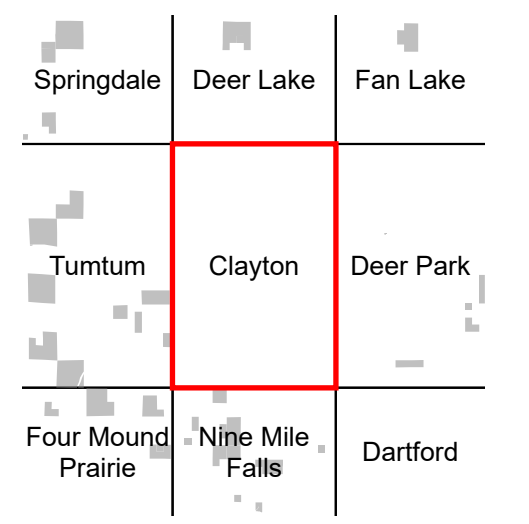 Springdale Deer Lake Fan Lake
Tumtum Clayton Deer Park
Four Mound Prairie
Nine Mile Falls
Dartford